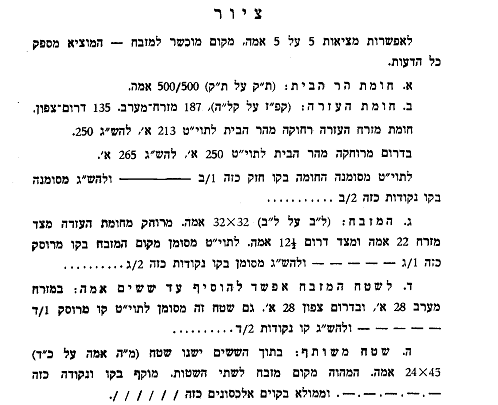 ציור
לאפשרות מציאות 5 על 5 אמה, מקום מוכשר למזבח — המוציא מספק
כל הדעות.
א. חומת הר הבית: (ת"ק על ת"ק) 500/500 אמה.
ב. חומת העזרה: (קפ"ז על קל"ה), 187 מזרח־מערב. 135 דרום־צפון.
חומת מזרח העזרה רחוקה מהר הבית לתוי"ט 213 א', להש"ג 250.
בדרום מרוחקה מהר הבית לתוי"ט 250 א', להש"ג 265 א'.
לתוי"ט מסומנה החומה בקו חזק כזה 1/ב ———— ולהש"ג מסומנה
בקו נקודות כזה 2/ב ...........
ג. המזבח: (ל"ב על ל"ב) 32×32 אמה. מרוחק מחומת העזרה מצד
מזרח 22 אמה ומצד דרום 12½ אמה. לתוי"ט מסומן מקום המזבח בקו מרוסק
כזה 1/ג — — — — — ולהש"ג מסומן בקו נקודות כזה 2/ג..........
ד. לשטח המזבח אפשר להוסיף עד ששים אמה: במזרח
מערב 28 א', ובדרום צפון 28 א'. גם שטח זה מסומן לתוי"ט קו מרוסק 1/ד
— — — — — ולהש"ג קו נקודות 2/ד..........
ה. שטח משותף: בתוך הששים ישנו שטח (מ"ה אמה על כ"ד)
24×45 אמה. המהוה מקום מזבח לשתי השטות. מוקף בקו ונקודה כזה
—.—.—.—.—. וממולא בקוים אלכסונים כזה / / / / / /.